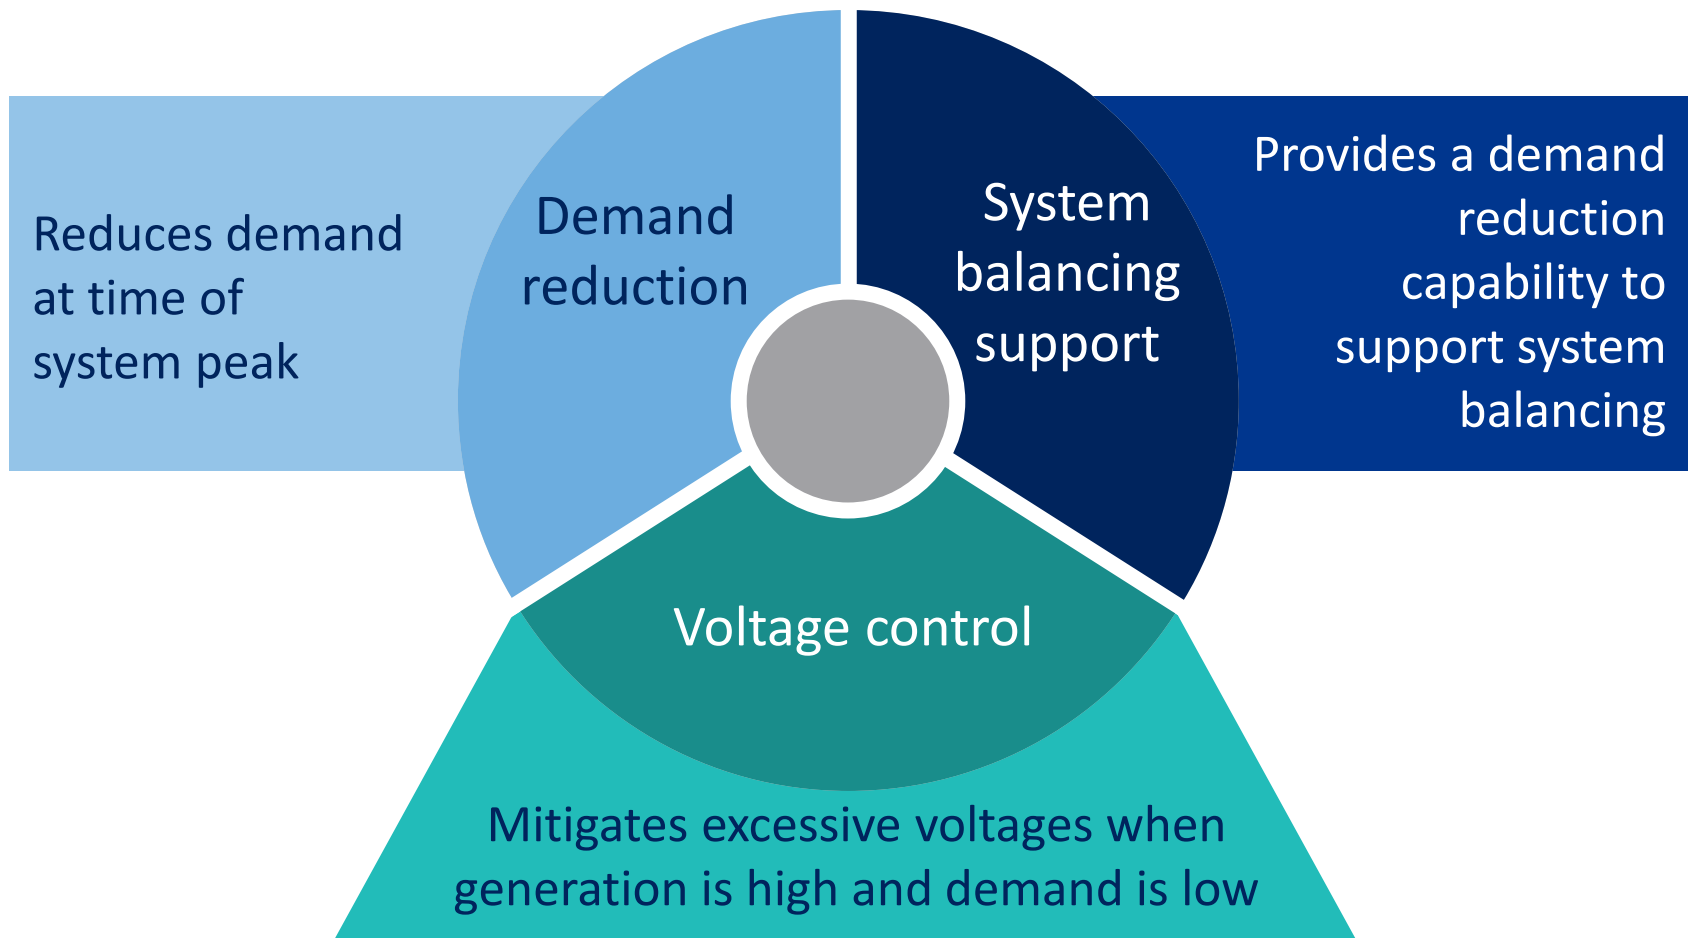 Reduces demand
at time of
system peak
Demand
reduction
System
balancing
support
Provides a demand
reduction
capability to
support system
balancing
Voltage control
Mitigates excessive voltages when
generation is high and demand is low